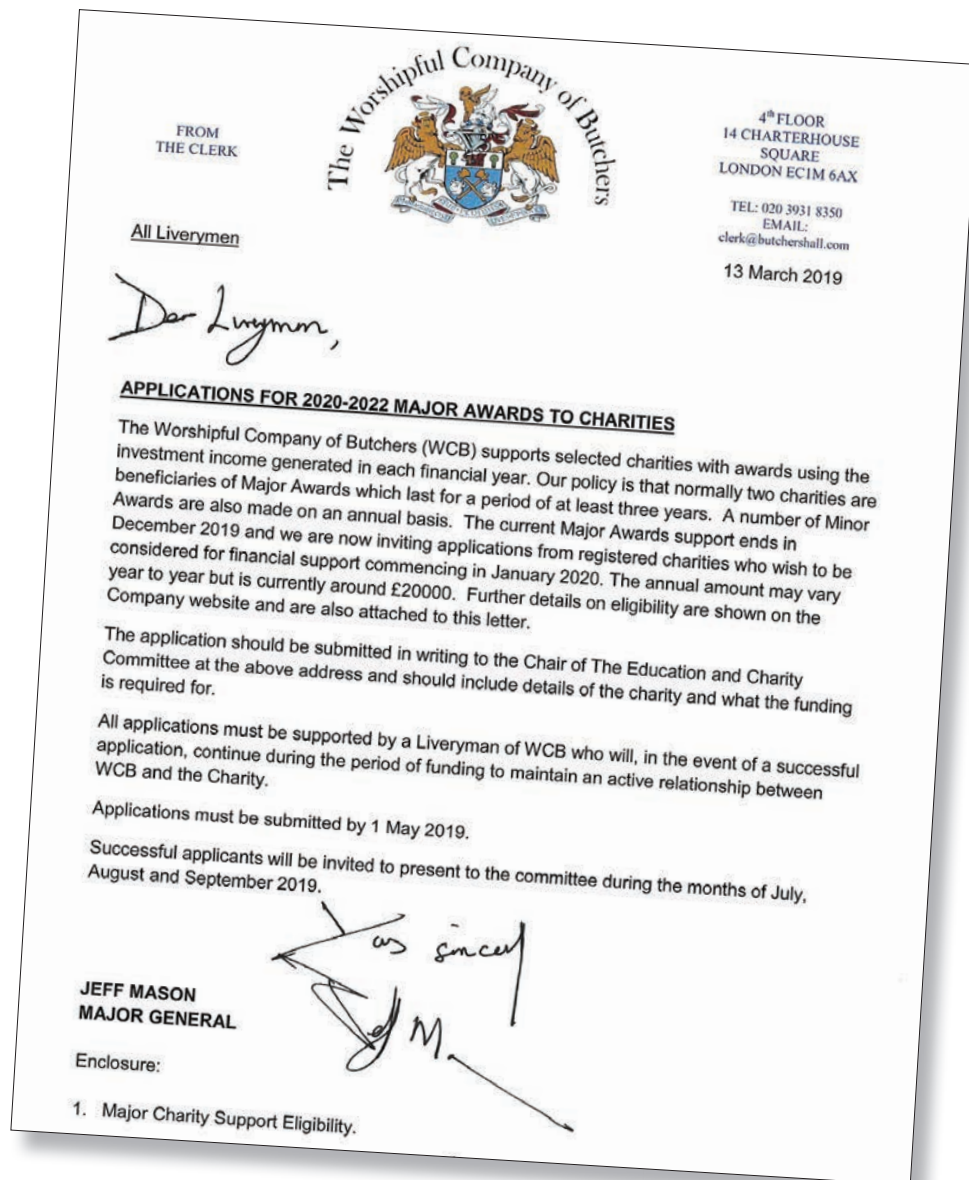 The Worshipful Company of Butchers
FROM
THE CLERK
4th FLOOR
14 CHARTERHOUSE
SQUARE
LONDON EC1M 6AX
TEL: 020 3931 8350
EMAIL:
clerk@butchershall.com
13 March 2019
All Liverymen
Dear Liverymen,
APPLICATIONS FOR 2020-2022 MAJOR AWARDS TO CHARITIES
The Worshipful Company of Butchers (WCB) supports selected charities with awards using the
investment income generated in each financial year. Our policy is that normally two charities are
beneficiaries of Major Awards which last for a period of at least three years. A number of Minor
Awards are also made on an annual basis. The current Major Awards support ends in
December 2019 and we are now inviting applications from registered charities who wish to be
considered for financial support commencing in January 2020. The annual amount may vary
year to year but is currently around £20000. Further details on eligibility are shown on the
Company website and are also attached to this letter.
The application should be submitted in writing to the Chair of The Education and Charity
Committee at the above address and should include details of the charity and what the funding
is required for.
All applications must be supported by a Liveryman of WCB who will, in the event of a successful
application, continue during the period of funding to maintain an active relationship between
WCB and the Charity.
Applications must be submitted by 1 May 2019.
Successful applicants will be invited to present to the committee during the months of July,
August and September 2019.
JEFF MASON
MAJOR GENERAL
Enclosure:
1. Major Charity Support Eligibility.